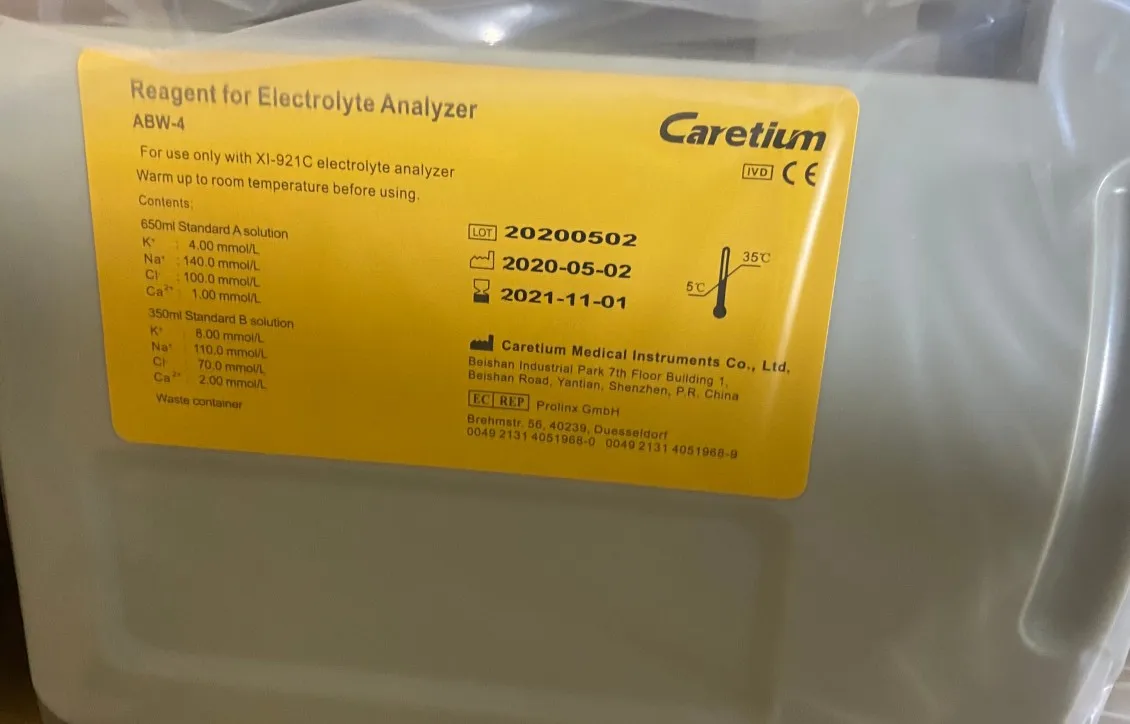 Reagent for Electrolyte Analyzer
ABW-4
Caretium
IVD CE
For use only with XI-921C electrolyte analyzer
Warm up to room temperature before using.
Contents:
650ml Standard A solution
K⁺ : 4.00 mmol/L
Na⁺ : 140.0 mmol/L
Cl⁻ : 100.0 mmol/L
Ca²⁺ : 1.00 mmol/L
350ml Standard B solution
K⁺ : 8.00 mmol/L
Na⁺ : 110.0 mmol/L
Cl⁻ : 70.0 mmol/L
Ca²⁺ : 2.00 mmol/L
Waste container
LOT 20200502
2020-05-02
2021-11-01
35℃
5℃
Caretium Medical Instruments Co., Ltd.
Beishan Industrial Park 7th Floor Building 1,
Beishan Road, Yantian, Shenzhen, P.R. China
EC REP Prolinx GmbH
Brehmstr. 56, 40239, Duesseldorf
0049 2131 4051968-0 0049 2131 4051968-9